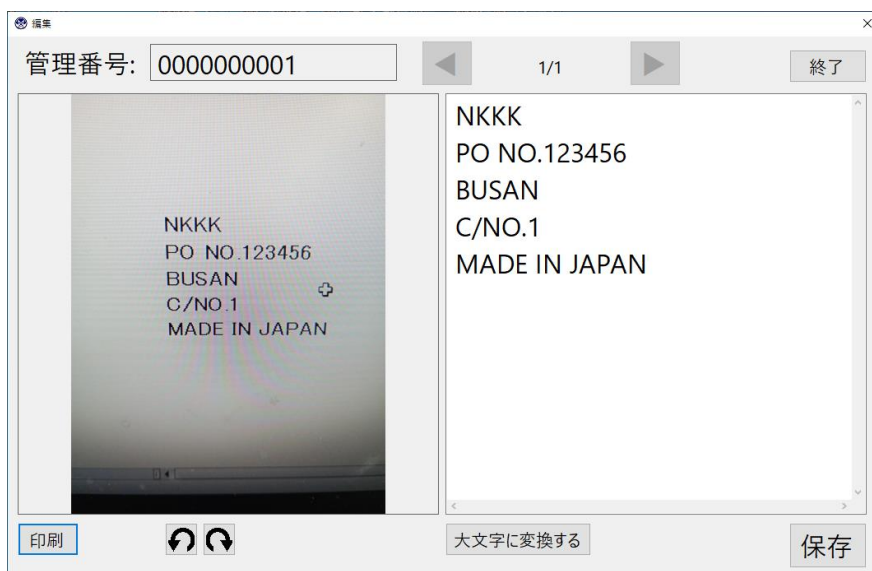 編集
管理番号: 0000000001
1/1
終了
NKKK
PO NO.123456
BUSAN
C/NO.1
MADE IN JAPAN
NKKK
PO NO.123456
BUSAN
C/NO.1
MADE IN JAPAN
印刷
大文字に変換する
保存